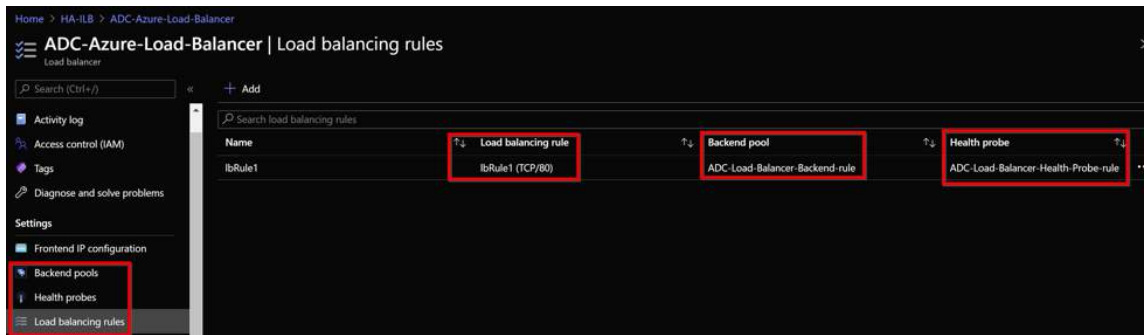 Home > HA-ILB > ADC-Azure-Load-Balancer
ADC-Azure-Load-Balancer | Load balancing rules
Load balancer
Search (Ctrl+/)
Activity log
Access control (IAM)
Tags
Diagnose and solve problems
Settings
Frontend IP configuration
Backend pools
Health probes
Load balancing rules
+ Add
Search load balancing rules
Name Load balancing rule Backend pool Health probe
lbRule1 lbRule1 (TCP/80) ADC-Load-Balancer-Backend-rule ADC-Load-Balancer-Health-Probe-rule